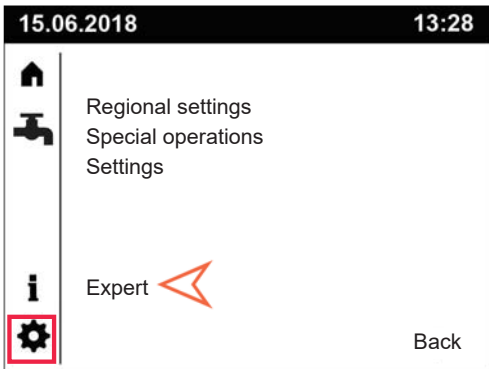 15.06.2018 13:28
Regional settings
Special operations
Settings
Expert
Back